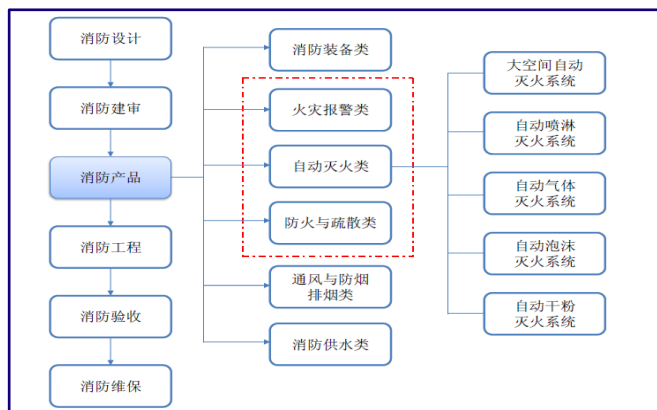 消防设计
消防建审
消防产品
消防工程
消防验收
消防维保
消防装备类
火灾报警类
自动灭火类
防火与疏散类
通风与防烟
排烟类
消防供水类
大空间自动
灭火系统
自动喷淋
灭火系统
自动气体
灭火系统
自动泡沫
灭火系统
自动干粉
灭火系统